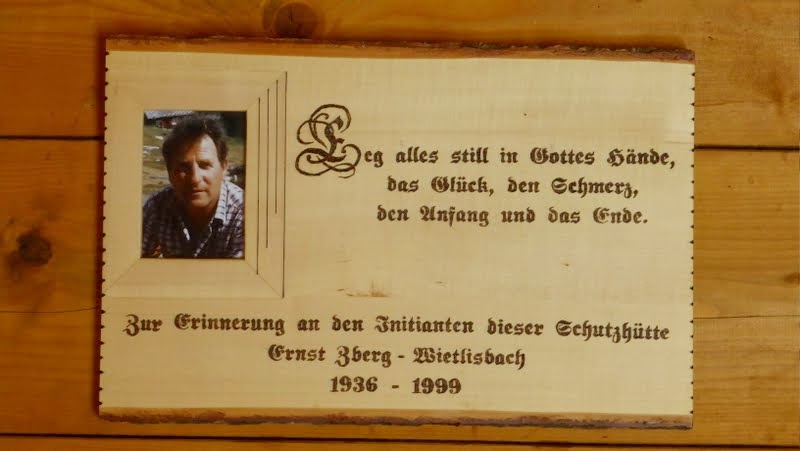 Leg alles still in Gottes Hände,
das Glück, den Schmerz,
den Anfang und das Ende.
Zur Erinnerung an den Initianten dieser Schutzhütte
Ernst Zberg - Wietlisbach
1936 - 1999